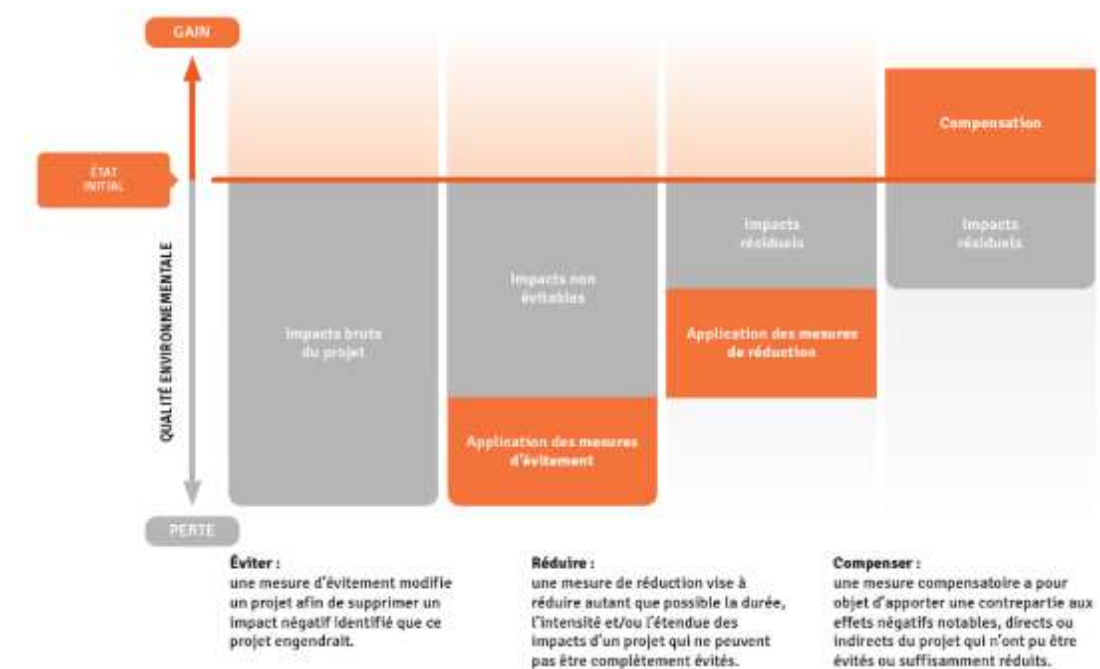 GAIN
ÉTAT
INITIAL
QUALITÉ ENVIRONNEMENTALE
PERTE
Impacts bruts
du projet
Impacts non
évitables
Application des mesures
d'évitement
Impacts
résiduels
Application des mesures
de réduction
Compensation
Impacts
résiduels
Éviter :
une mesure d'évitement modifie
un projet afin de supprimer un
impact négatif identifié que ce
projet engendrait.
Réduire :
une mesure de réduction vise à
réduire autant que possible la durée,
l'intensité et/ou l'étendue des
impacts d'un projet qui ne peuvent
pas être complètement évités.
Compenser :
une mesure compensatoire a pour
objet d'apporter une contrepartie aux
effets négatifs notables, directs ou
indirects du projet qui n'ont pu être
évités ou suffisamment réduits.